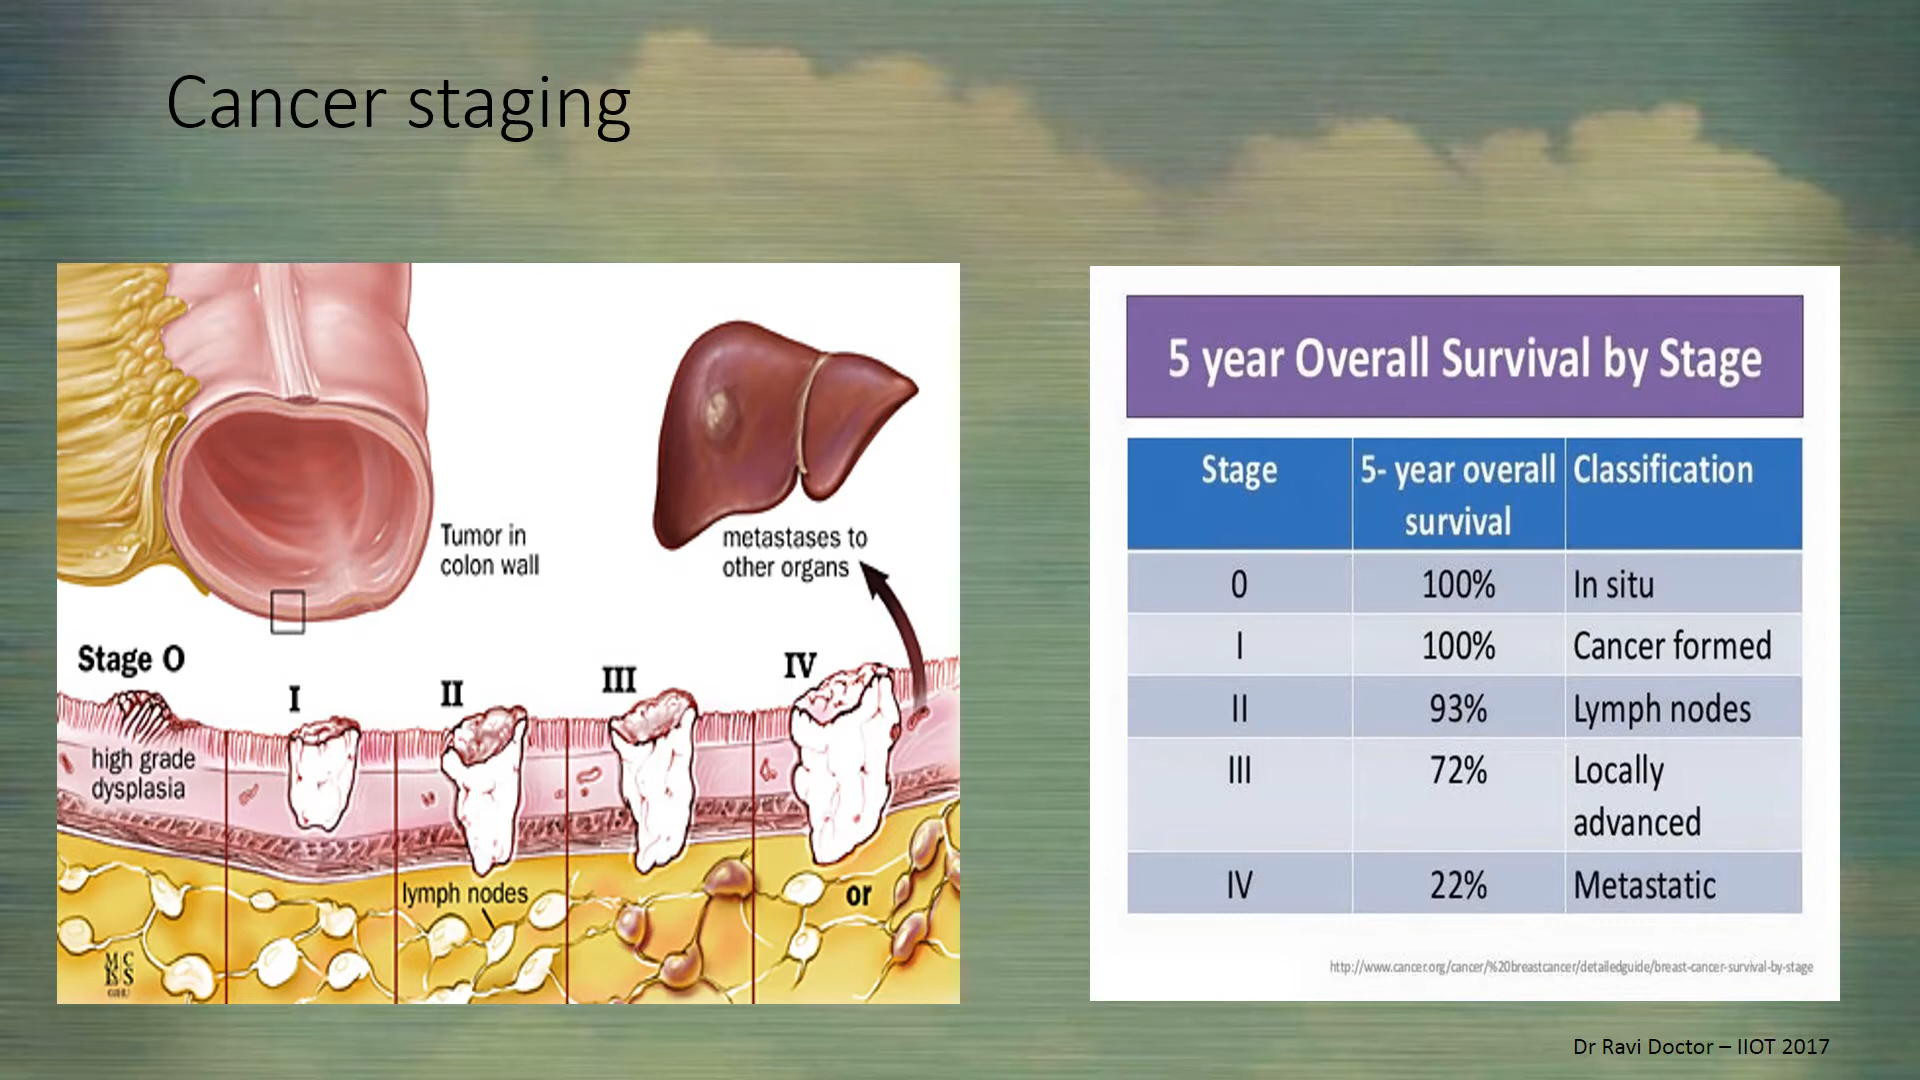 Cancer staging
Tumor in
colon wall
metastases to
other organs
Stage O
I
II
III
IV
high grade
dysplasia
lymph nodes
or
5 year Overall Survival by Stage
Stage 5- year overall survival Classification
0 100% In situ
I 100% Cancer formed
II 93% Lymph nodes
III 72% Locally advanced
IV 22% Metastatic
http://www.cancer.org/cancer/%20breastcancer/detailedguide/breast-cancer-survival-by-stage
Dr Ravi Doctor – IIOT 2017